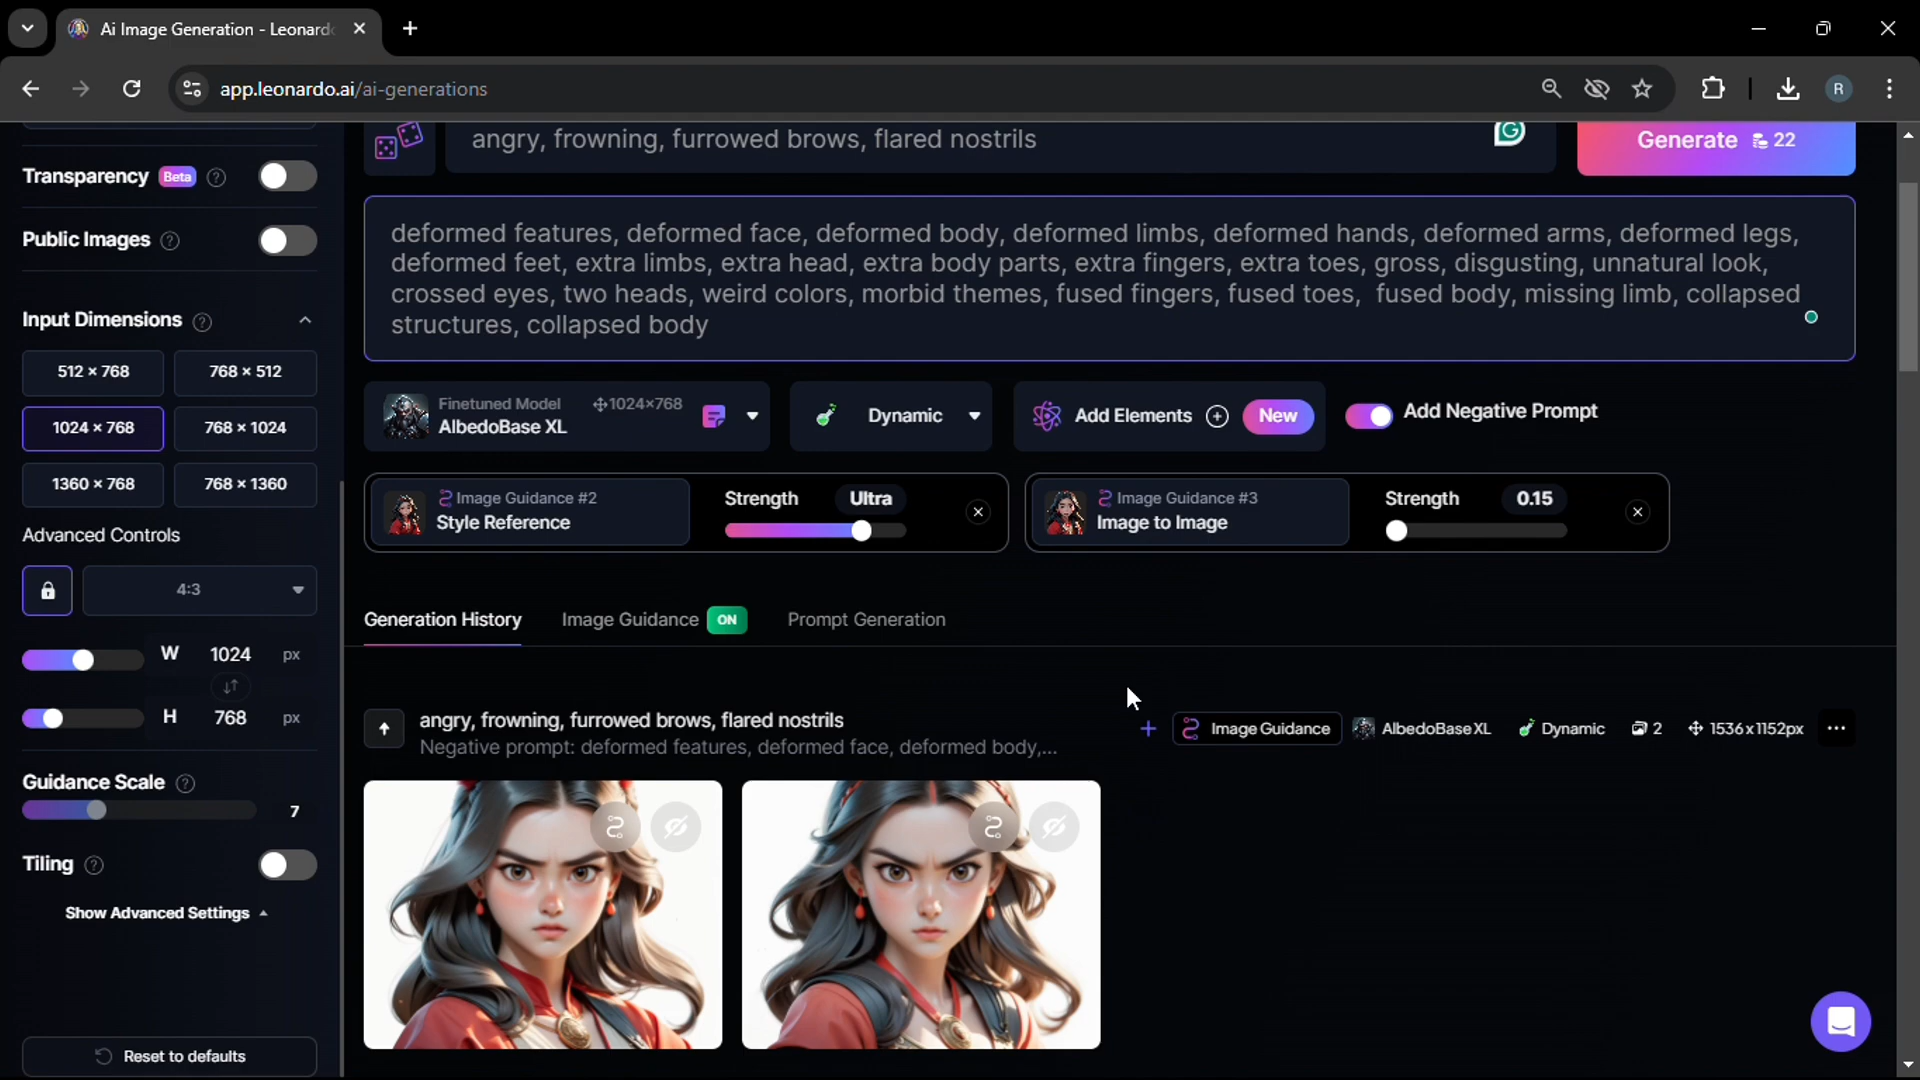 Ai Image Generation - Leonardo
app.leonardo.ai/ai-generations
R
Transparency Beta
Public Images
Input Dimensions
512 × 768
768 × 512
1024 × 768
768 × 1024
1360 × 768
768 × 1360
Advanced Controls
4:3
W 1024 px
H 768 px
Guidance Scale
7
Tiling
Show Advanced Settings
Reset to defaults
angry, frowning, furrowed brows, flared nostrils
Generate 22
deformed features, deformed face, deformed body, deformed limbs, deformed hands, deformed arms, deformed legs,
deformed feet, extra limbs, extra head, extra body parts, extra fingers, extra toes, gross, disgusting, unnatural look,
crossed eyes, two heads, weird colors, morbid themes, fused fingers, fused toes, fused body, missing limb, collapsed
structures, collapsed body
Finetuned Model 1024×768
AlbedoBase XL
Dynamic
Add Elements New
Add Negative Prompt
Image Guidance #2
Style Reference
Strength Ultra
Image Guidance #3
Image to Image
Strength 0.15
Generation History
Image Guidance ON
Prompt Generation
angry, frowning, furrowed brows, flared nostrils
Negative prompt: deformed features, deformed face, deformed body,...
Image Guidance
AlbedoBase XL
Dynamic
2
1536x1152px